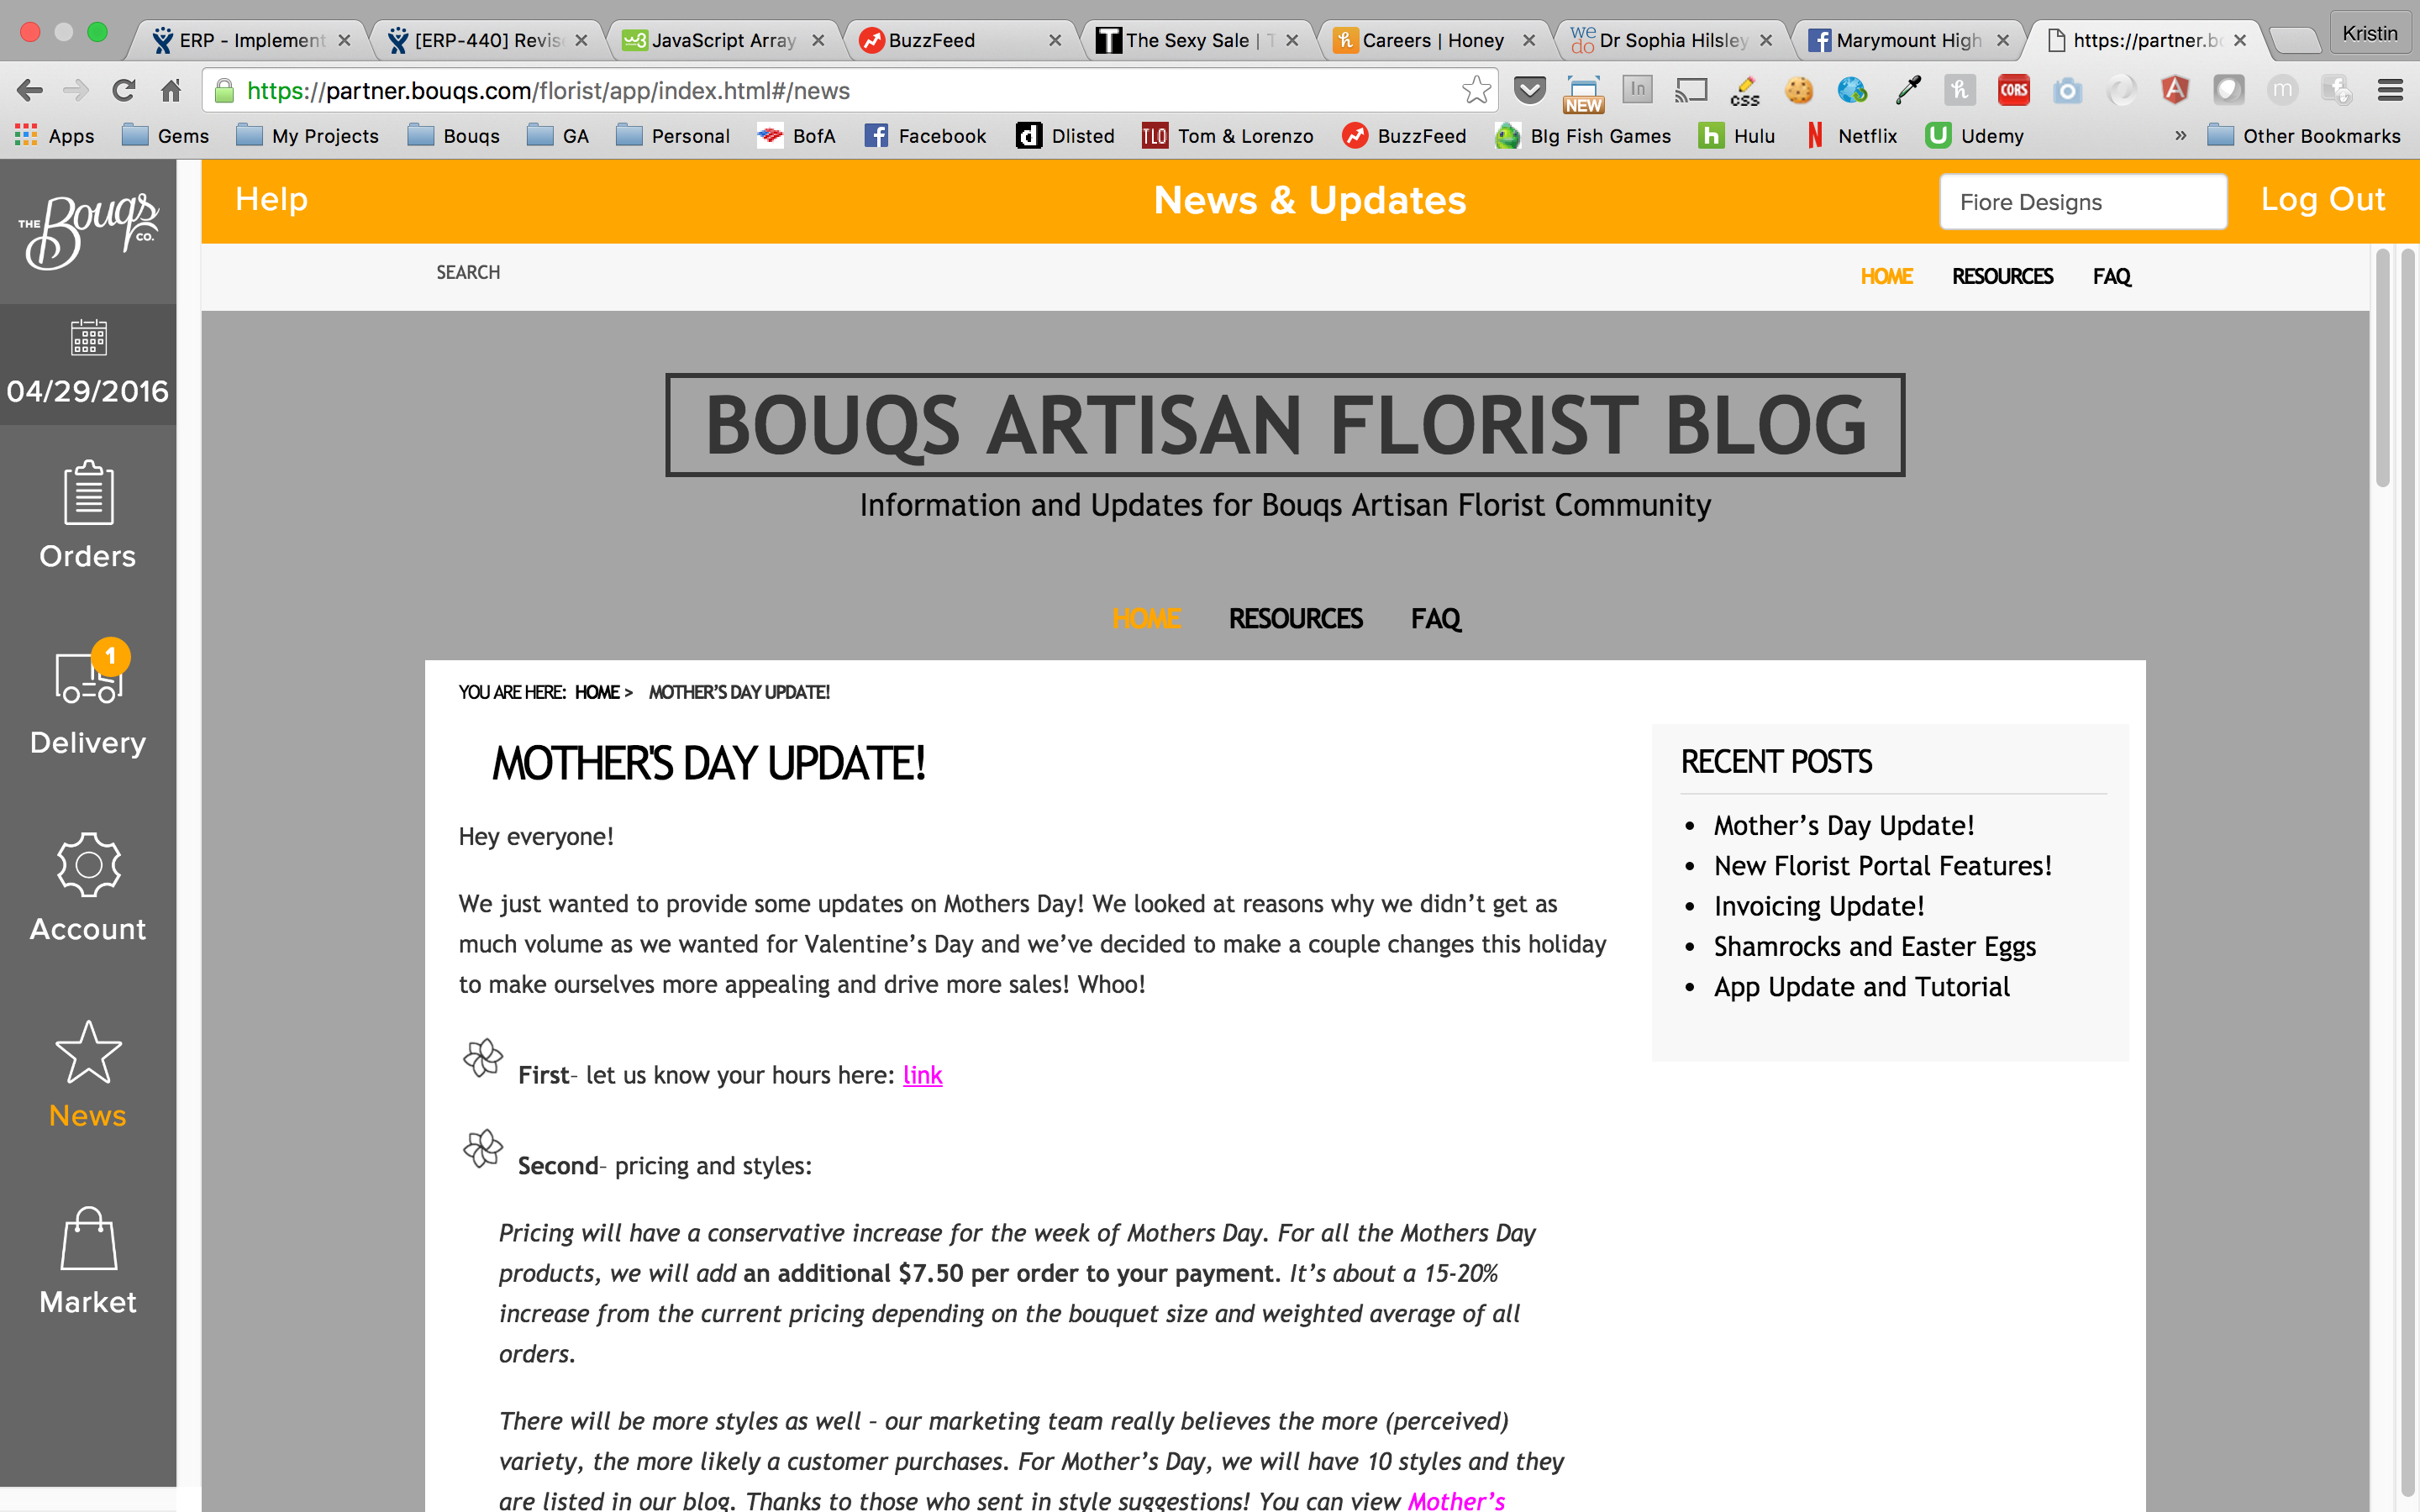 ERP - Implement
[ERP-440] Revise
JavaScript Array
BuzzFeed
The Sexy Sale | T
Careers | Honey
Dr Sophia Hilsley
Marymount High
https://partner.bo
Kristin
https://partner.bouqs.com/florist/app/index.html#/news
NEW
In
css
CORS
Apps
Gems
My Projects
Bouqs
GA
Personal
BofA
Facebook
Dlisted
TLO Tom & Lorenzo
BuzzFeed
BIg Fish Games
Hulu
Netflix
Udemy
» Other Bookmarks
THE Bouqs CO.
Help
News & Updates
Fiore Designs
Log Out
SEARCH
HOME RESOURCES FAQ
04/29/2016
Orders
1
Delivery
Account
News
Market
BOUQS ARTISAN FLORIST BLOG
Information and Updates for Bouqs Artisan Florist Community
HOME RESOURCES FAQ
YOU ARE HERE: HOME > MOTHER’S DAY UPDATE!
MOTHER'S DAY UPDATE!
Hey everyone!
We just wanted to provide some updates on Mothers Day! We looked at reasons why we didn’t get as
much volume as we wanted for Valentine’s Day and we’ve decided to make a couple changes this holiday
to make ourselves more appealing and drive more sales! Whoo!
First– let us know your hours here: link
Second– pricing and styles:
Pricing will have a conservative increase for the week of Mothers Day. For all the Mothers Day
products, we will add an additional $7.50 per order to your payment. It’s about a 15-20%
increase from the current pricing depending on the bouquet size and weighted average of all
orders.
There will be more styles as well – our marketing team really believes the more (perceived)
variety, the more likely a customer purchases. For Mother’s Day, we will have 10 styles and they
are listed in our blog. Thanks to those who sent in style suggestions! You can view Mother’s
RECENT POSTS
Mother’s Day Update!
New Florist Portal Features!
Invoicing Update!
Shamrocks and Easter Eggs
App Update and Tutorial